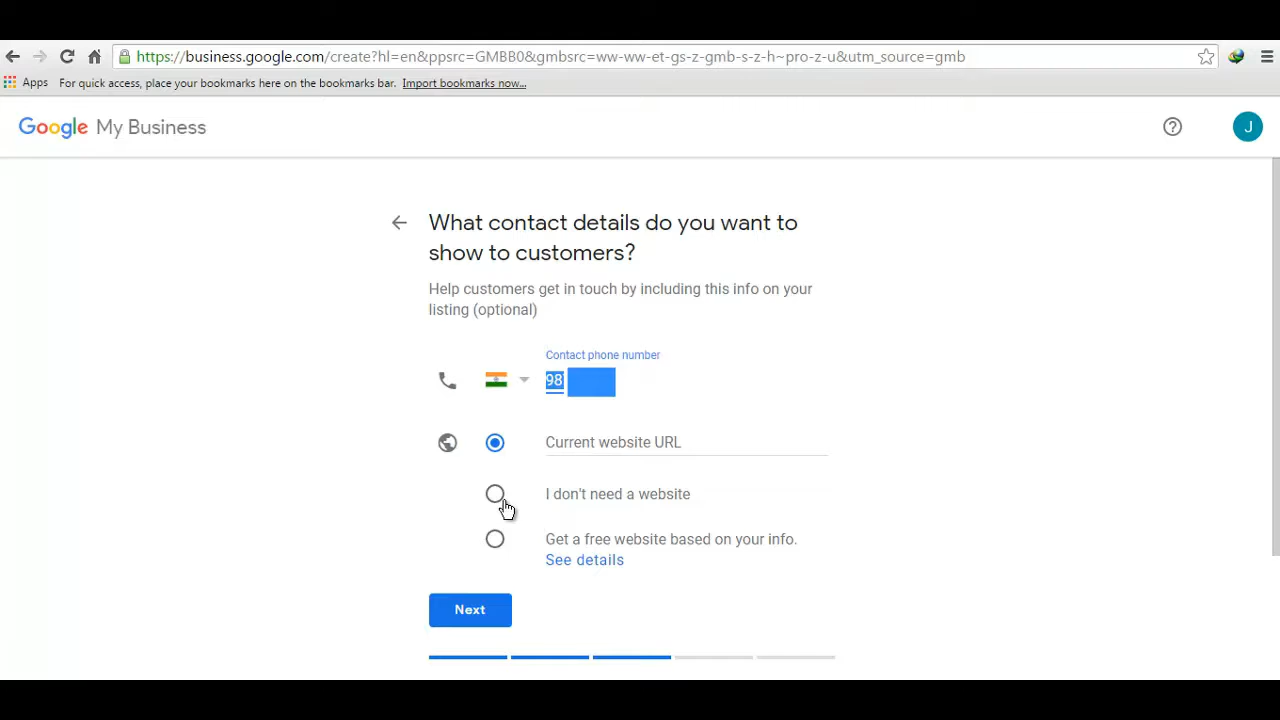 https://business.google.com/create?hl=en&ppsrc=GMBB0&gmbsrc=ww-ww-et-gs-z-gmb-s-z-h~pro-z-u&utm_source=gmb
Apps For quick access, place your bookmarks here on the bookmarks bar. Import bookmarks now...
Google My Business
J
What contact details do you want to
show to customers?
Help customers get in touch by including this info on your
listing (optional)
Contact phone number
98
Current website URL
I don't need a website
Get a free website based on your info.
See details
Next